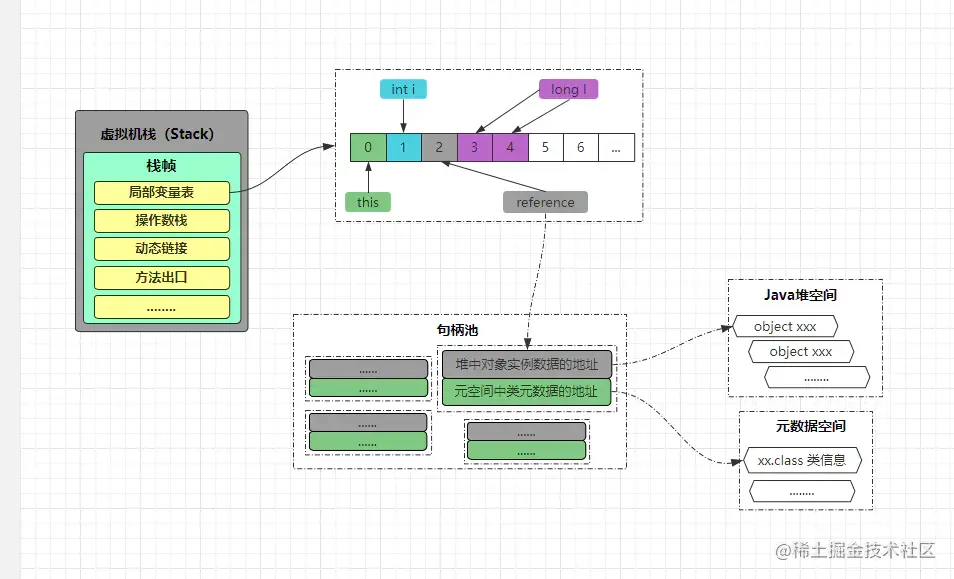 int i
long l
虚拟机栈（Stack）
栈帧
局部变量表
操作数栈
动态链接
方法出口
........
0 1 2 3 4 5 6 ...
this
reference
句柄池
......
......
堆中对象实例数据的地址
元空间中类元数据的地址
......
......
......
......
Java堆空间
object xxx
object xxx
........
元数据空间
xx.class 类信息
........
@稀土掘金技术社区